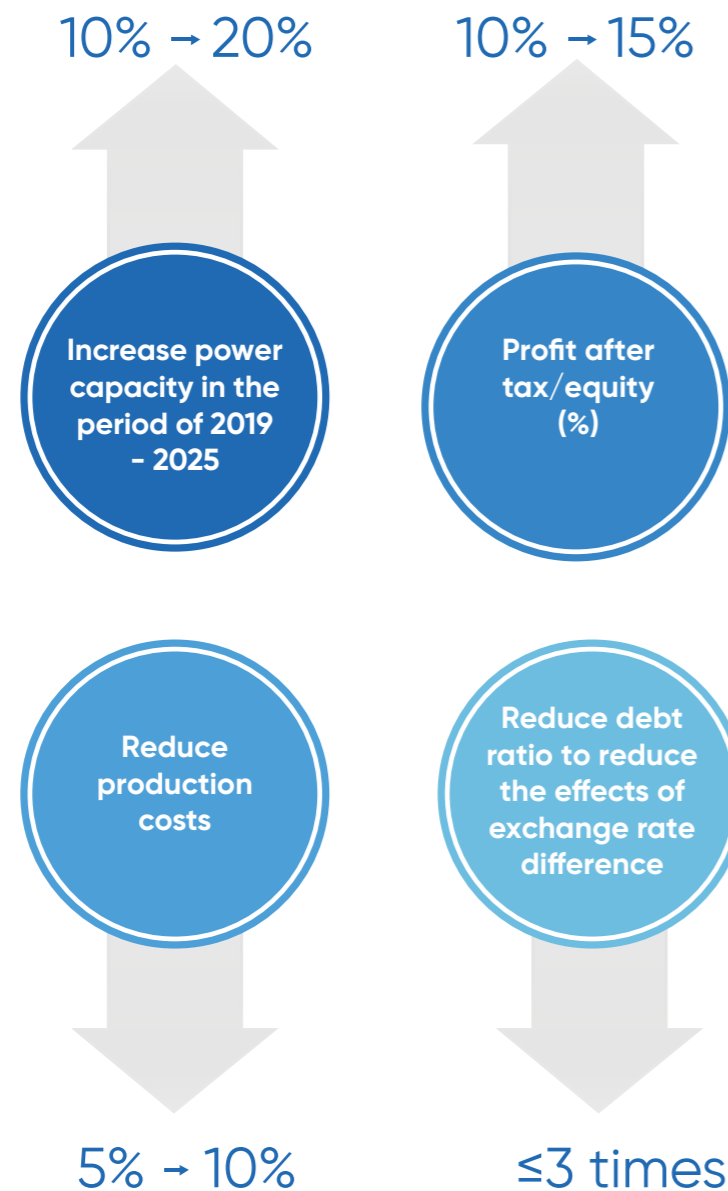 10% → 20%
10% → 15%
Increase power
capacity in the
period of 2019
- 2025
Profit after
tax/equity
(%)
Reduce
production
costs
Reduce debt
ratio to reduce
the effects of
exchange rate
difference
5% → 10%
≤3 times